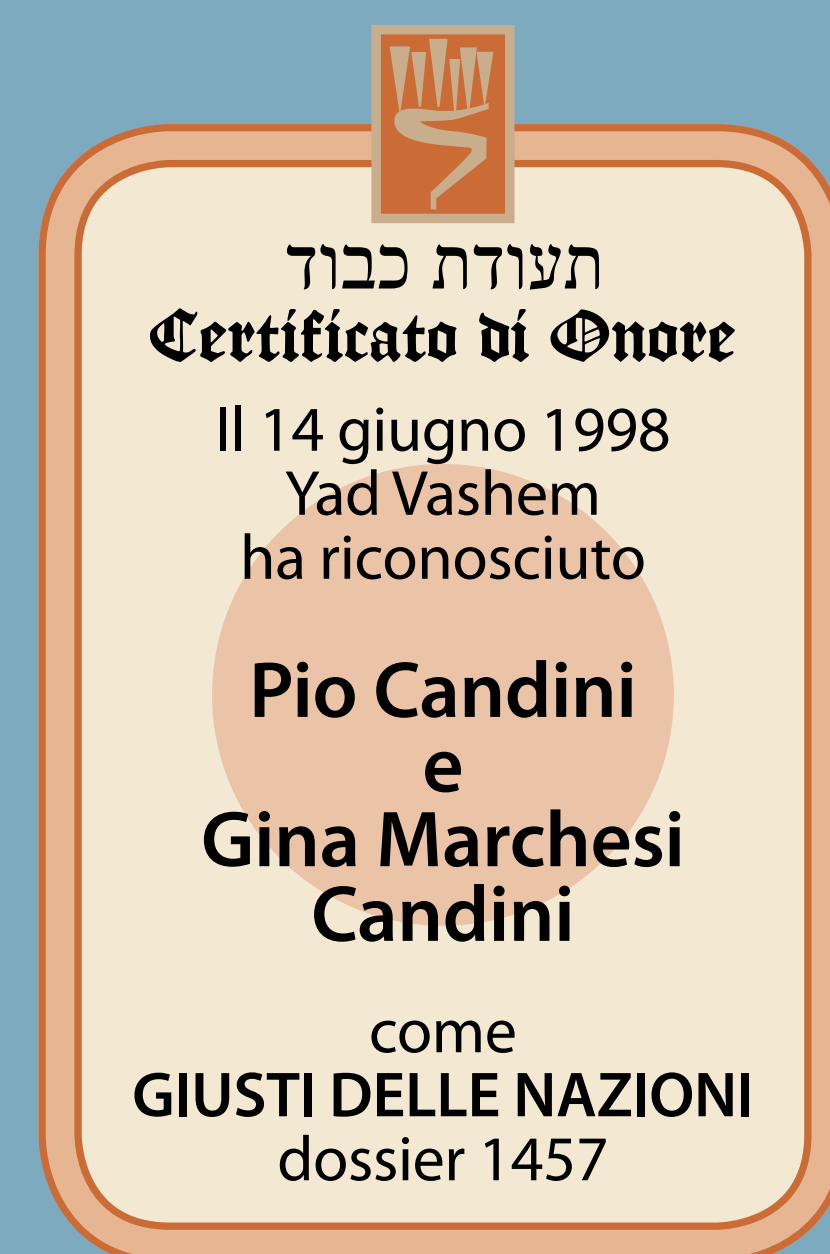 תעודת כבוד
Certificato di Onore
Il 14 giugno 1998
Yad Vashem
ha riconosciuto
Pio Candini
e
Gina Marchesi
Candini
come
GIUSTI DELLE NAZIONI
dossier 1457